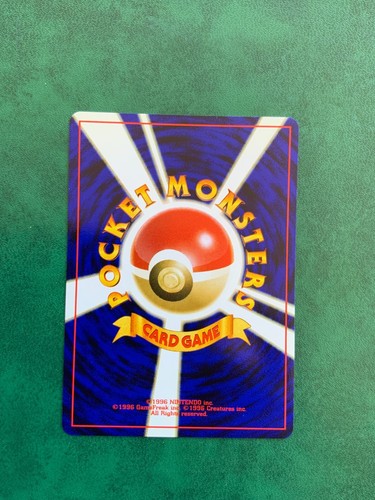 POCKET MONSTERS
CARD GAME
©1996 NINTENDO inc.
©1996 GameFreak inc. ©1996 Creatures inc.
All Rights reserved.